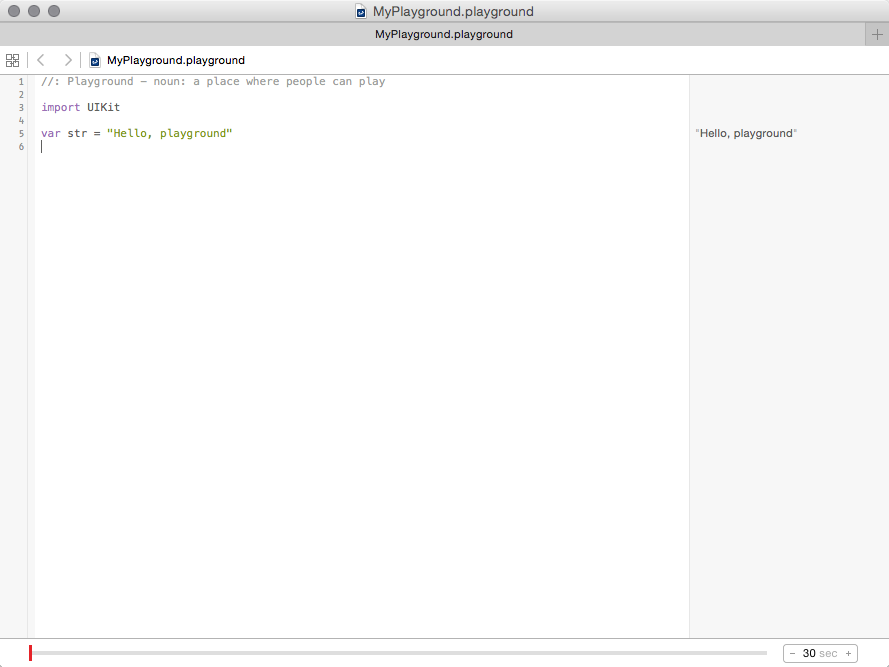 MyPlayground.playground
MyPlayground.playground
MyPlayground.playground
1 //: Playground – noun: a place where people can play
2
3 import UIKit
4
5 var str = "Hello, playground" "Hello, playground"
6
− 30 sec +